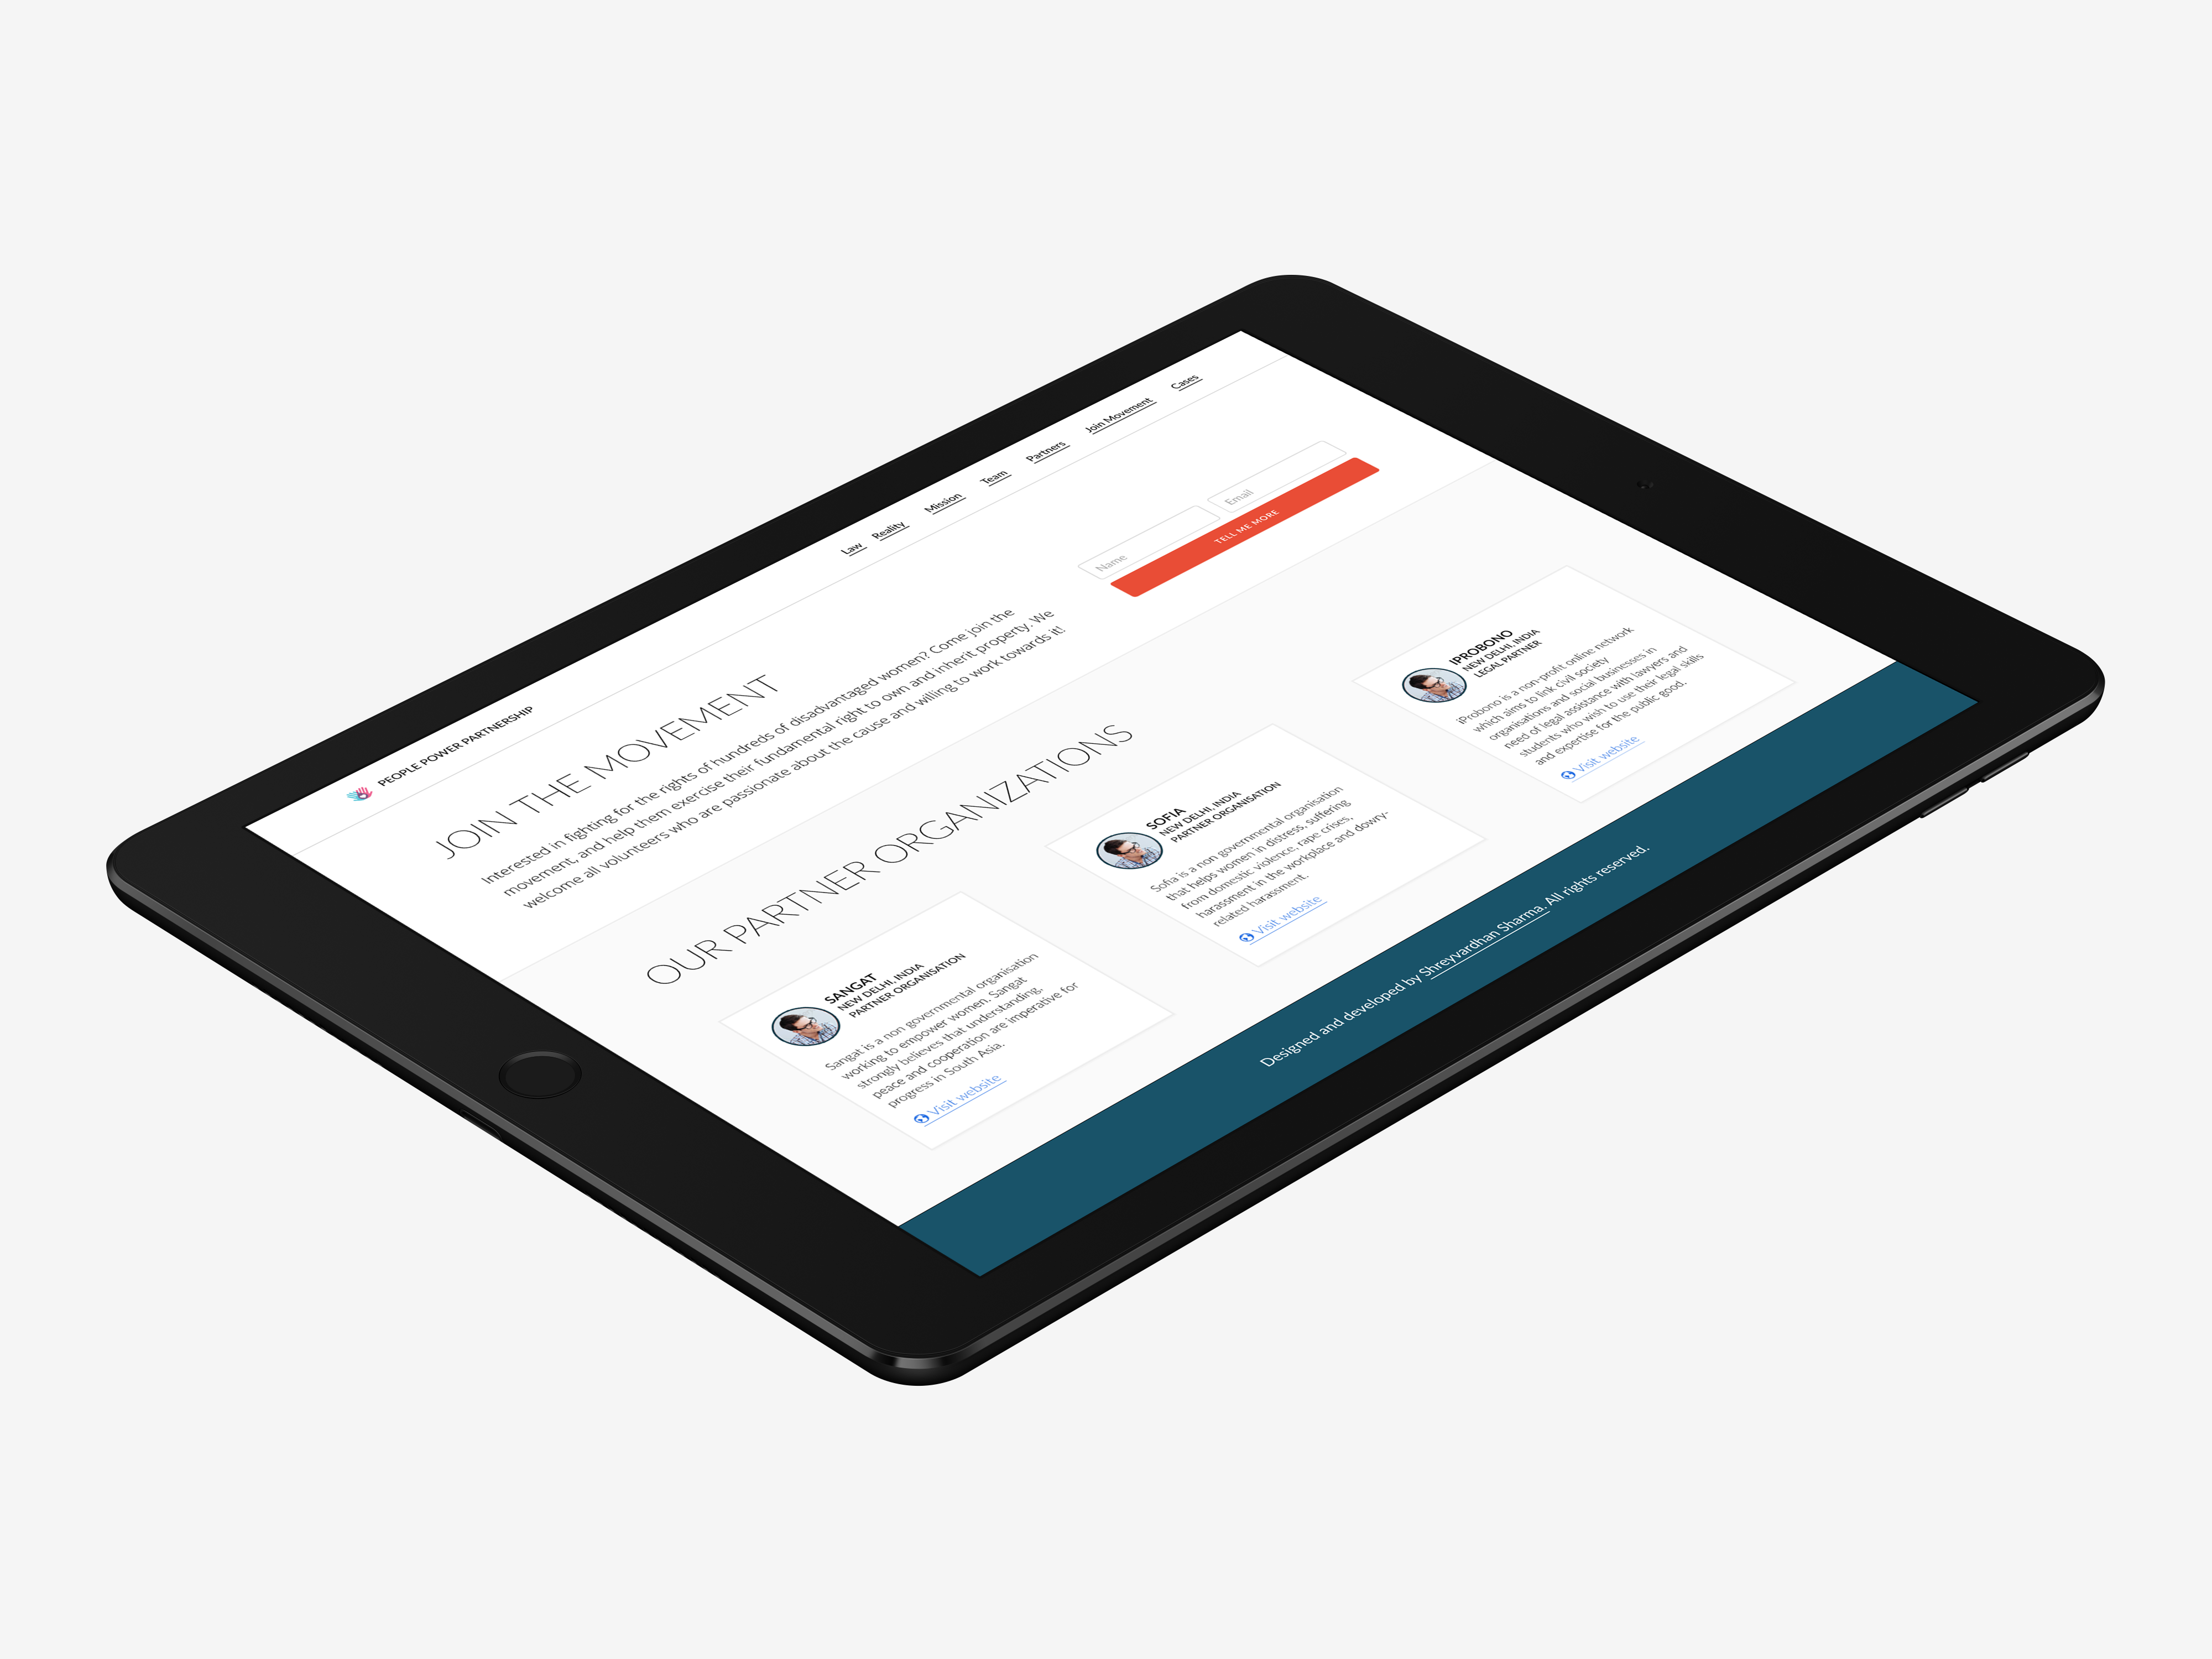 PEOPLE POWER PARTNERSHIP
Law Reality Mission Team Partners Join Movement Cases
JOIN THE MOVEMENT
Interested in fighting for the rights of hundreds of disadvantaged women? Come join the
movement, and help them exercise their fundamental right to own and inherit property. We
welcome all volunteers who are passionate about the cause and willing to work towards it!
Name
Email
TELL ME MORE
OUR PARTNER ORGANIZATIONS
SANGAT
NEW DELHI, INDIA
PARTNER ORGANISATION
Sangat is a non governmental organisation
working to empower women. Sangat
strongly believes that understanding,
peace and cooperation are imperative for
progress in South Asia.
Visit website
SOFIA
NEW DELHI, INDIA
PARTNER ORGANISATION
Sofia is a non governmental organisation
that helps women in distress, suffering
from domestic violence, rape crises,
harassment in the workplace and dowry-
related harassment.
Visit website
IPROBONO
NEW DELHI, INDIA
LEGAL PARTNER
iProbono is a non-profit online network
which aims to link civil society
organisations and social businesses in
need of legal assistance with lawyers and
students who wish to use their legal skills
and expertise for the public good.
Visit website
Designed and developed by Shreyvardhan Sharma. All rights reserved.